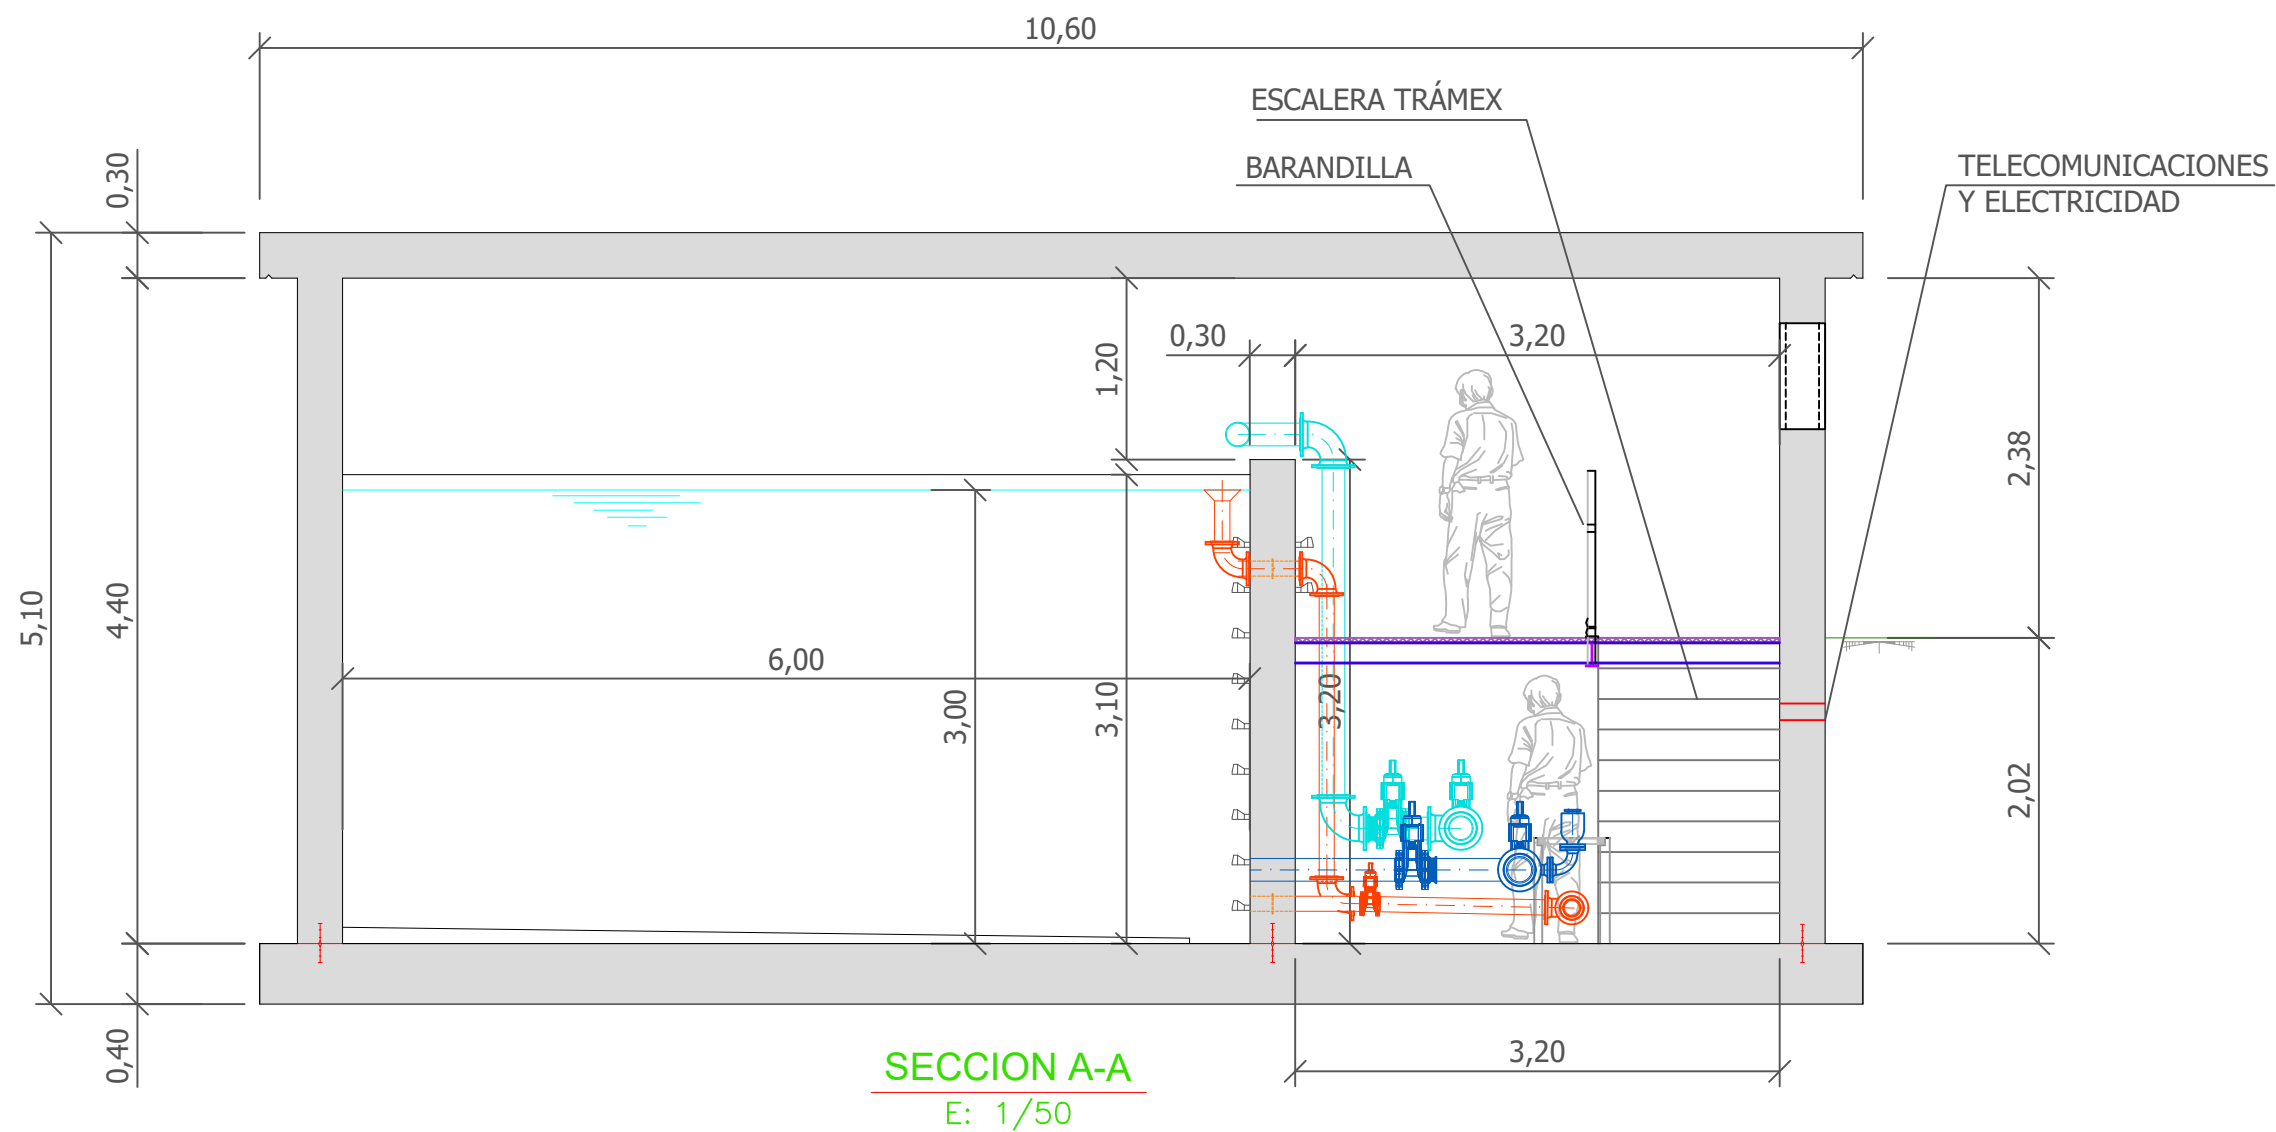 10,60
ESCALERA TRÁMEX
BARANDILLA
TELECOMUNICACIONES
Y ELECTRICIDAD
0,30
0,30
3,20
1,20
2,38
5,10
4,40
6,00
3,00
3,10
3,20
2,02
0,40
3,20
SECCION A-A
E: 1/50